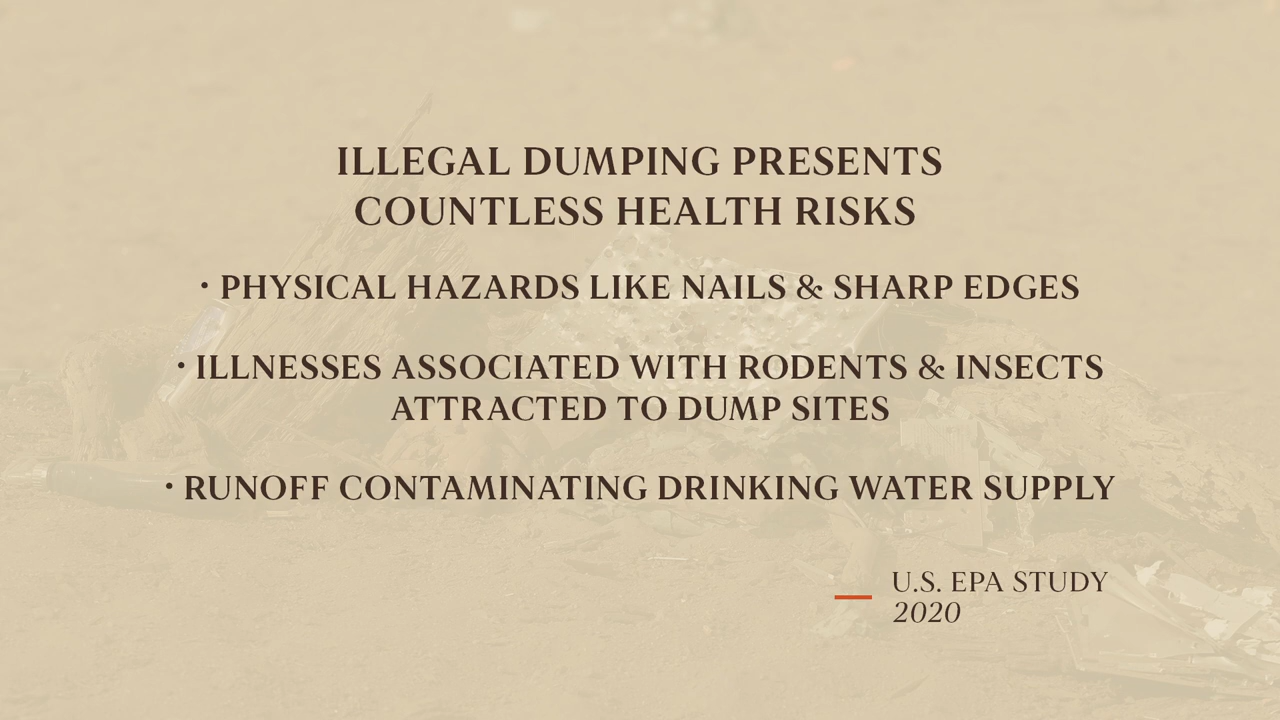 ILLEGAL DUMPING PRESENTS
COUNTLESS HEALTH RISKS
• PHYSICAL HAZARDS LIKE NAILS & SHARP EDGES
• ILLNESSES ASSOCIATED WITH RODENTS & INSECTS
ATTRACTED TO DUMP SITES
• RUNOFF CONTAMINATING DRINKING WATER SUPPLY
— U.S. EPA STUDY
2020